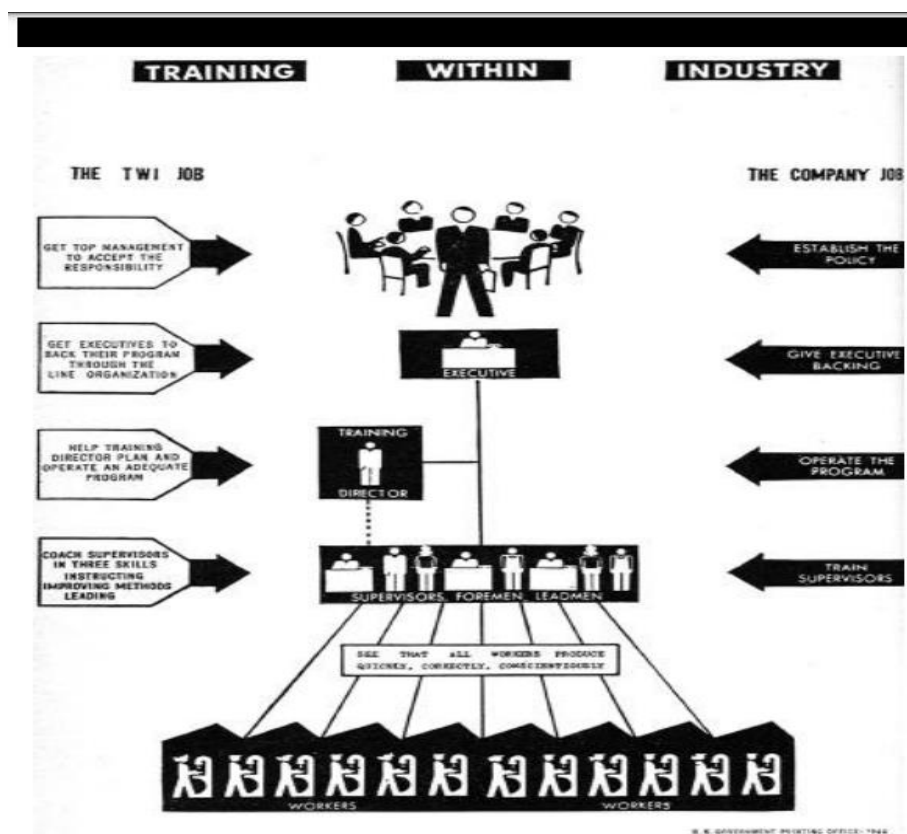 TRAINING WITHIN INDUSTRY
THE TWI JOB
THE COMPANY JOB
GET TOP MANAGEMENT
TO ACCEPT THE
RESPONSIBILITY
ESTABLISH THE
POLICY
GET EXECUTIVES TO
BACK THEIR PROGRAM
THROUGH THE
LINE ORGANIZATION
EXECUTIVE
GIVE EXECUTIVE
BACKING
HELP TRAINING
DIRECTOR PLAN AND
OPERATE AN ADEQUATE
PROGRAM
TRAINING
DIRECTOR
OPERATE THE
PROGRAM
COACH SUPERVISORS
IN THREE SKILLS
INSTRUCTING
IMPROVING METHODS
LEADING
SUPERVISORS, FOREMEN, LEADMEN
TRAIN
SUPERVISORS
SEE THAT ALL WORKERS PRODUCE
QUICKLY, CORRECTLY, CONSCIENTIOUSLY
WORKERS
WORKERS
GOVERNMENT PRINTING OFFICE: